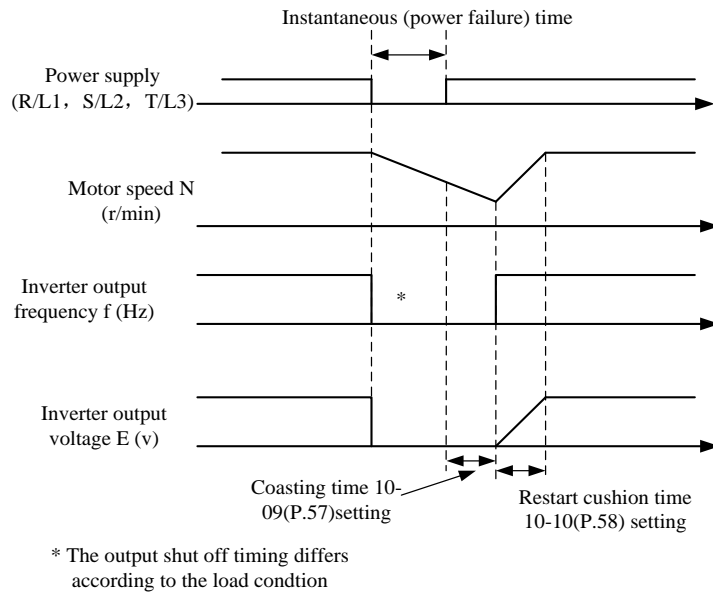 Instantaneous (power failure) time
Power supply
(R/L1，S/L2，T/L3)
Motor speed N
(r/min)
Inverter output
frequency f (Hz)
*
Inverter output
voltage E (v)
Coasting time 10-
09(P.57)setting
Restart cushion time
10-10(P.58) setting
* The output shut off timing differs
according to the load condtion